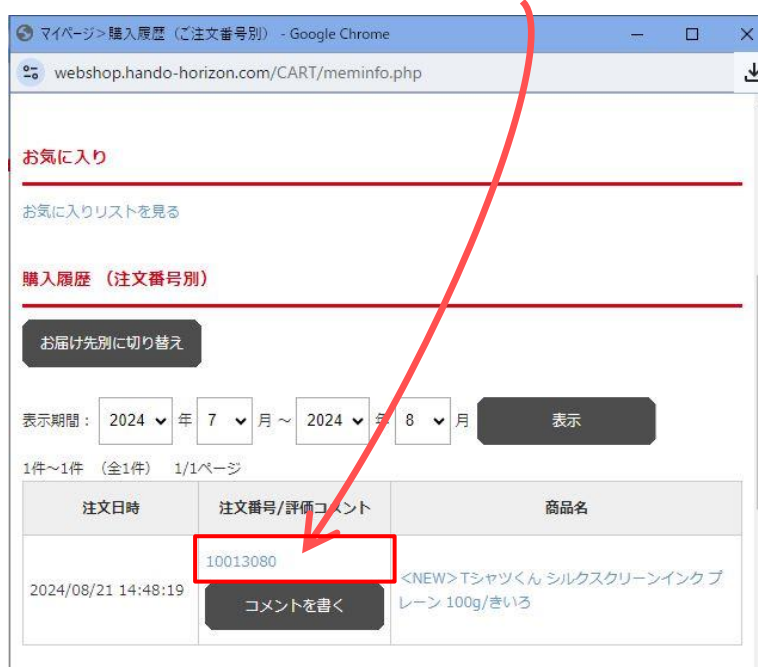 マイページ>購入履歴（ご注文番号別） - Google Chrome
webshop.hando-horizon.com/CART/meminfo.php
お気に入り
お気に入りリストを見る
購入履歴 （注文番号別）
お届け先別に切り替え
表示期間： 2024 年 7 月 ～ 2024 年 8 月 表示
1件～1件 （全1件） 1/1ページ
注文日時 注文番号/評価コメント 商品名
10013080
2024/08/21 14:48:19
コメントを書く
<NEW>Tシャツくん シルクスクリーンインク プ
レーン 100g/きいろ